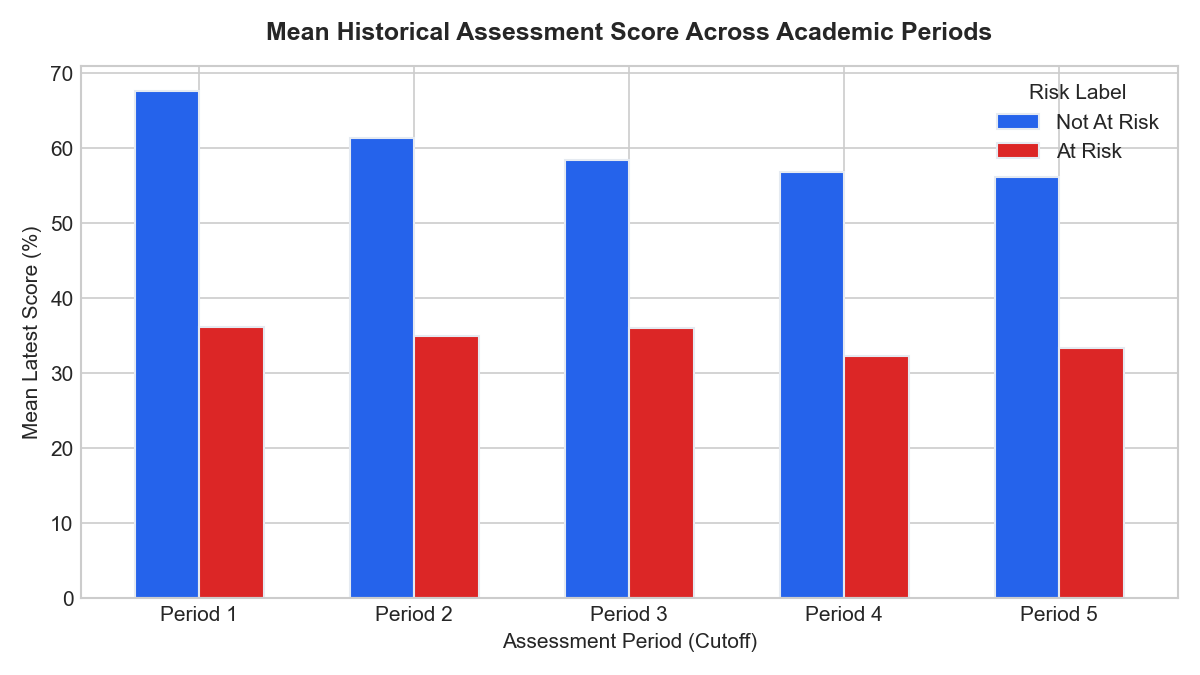 Mean Historical Assessment Score Across Academic Periods
70
60
50
40
30
20
10
0
Mean Latest Score (%)
Risk Label
Not At Risk
At Risk
Period 1
Period 2
Period 3
Period 4
Period 5
Assessment Period (Cutoff)